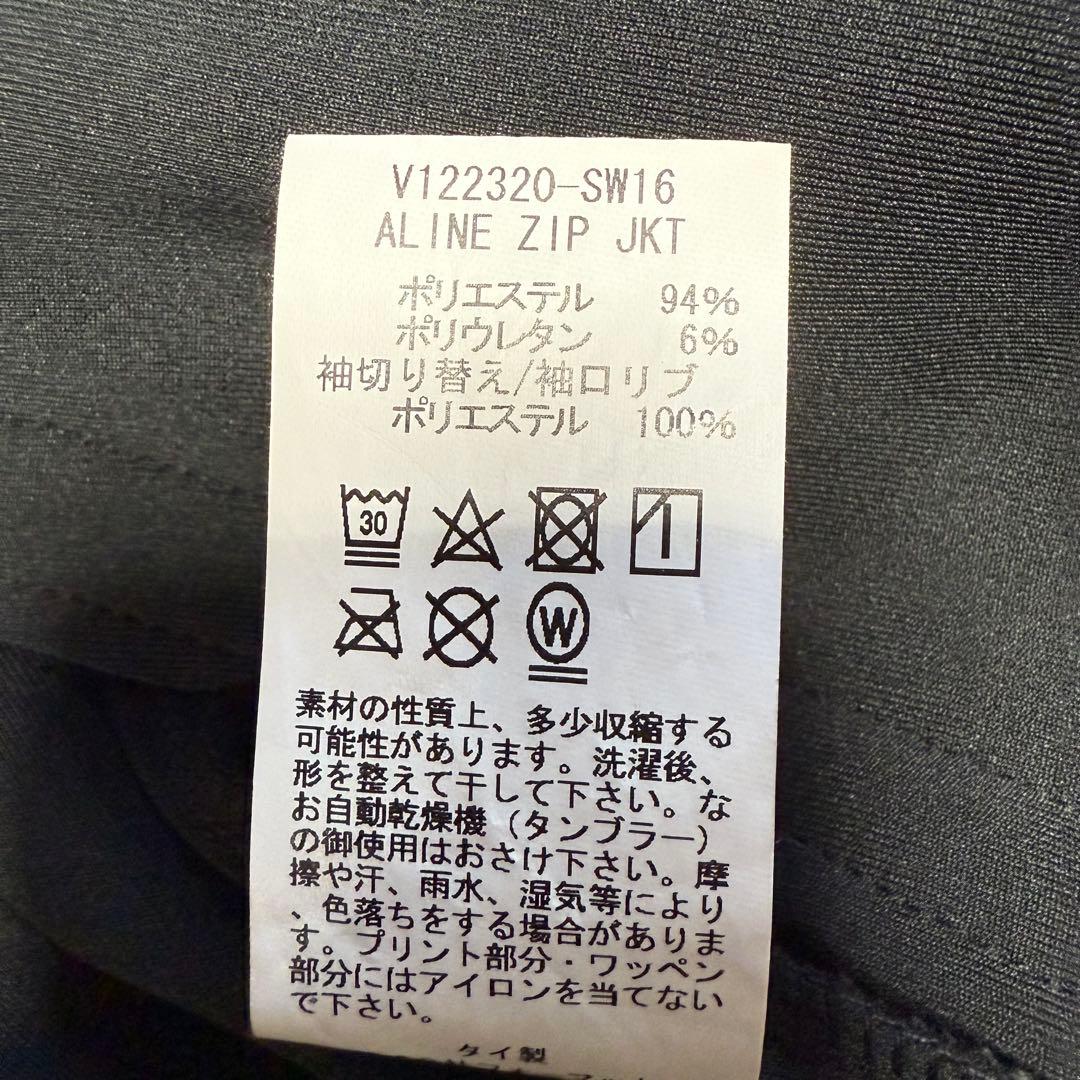 V122320-SW16
ALINE ZIP JKT
ポリエステル 94%
ポリウレタン 6%
袖切り替え/袖口リブ
ポリエステル 100%
30
W
素材の性質上、多少収縮する
可能性があります。洗濯後、
形を整えて干して下さい。な
お自動乾燥機(タンブラー)
の御使用はおさけ下さい。摩
擦や汗、雨水、湿気等により
、色落ちをする場合がありま
す。プリント部分・ワッペン
部分にはアイロンを当てない
で下さい。
タイ製